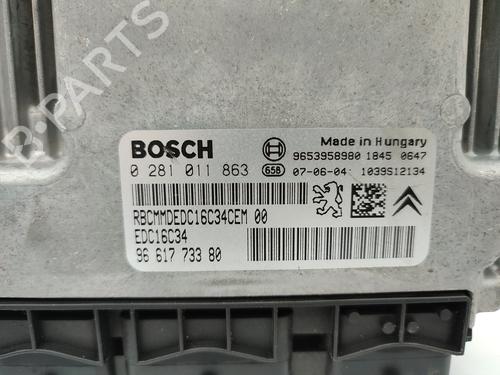 BOSCH
Made in Hungary
9653958980 1845 0647
0 281 011 863
658
07-06-04 1039S12134
RBCMMDEDC16C34CEM 00
EDC16C34
96 617 733 80
B-Parts